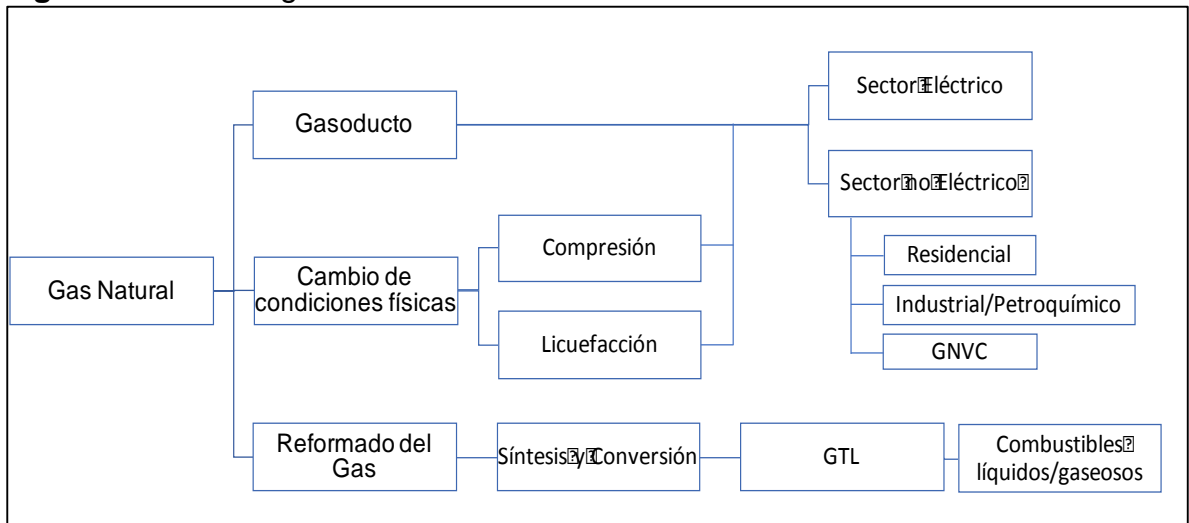 Gas Natural
Gasoducto
Cambio de
condiciones físicas
Reformado del
Gas
Compresión
Licuefacción
Síntesis y Conversión
GTL
Combustibles
líquidos/gaseosos
Sector Eléctrico
Sector no Eléctrico
Residencial
Industrial/Petroquímico
GNVC